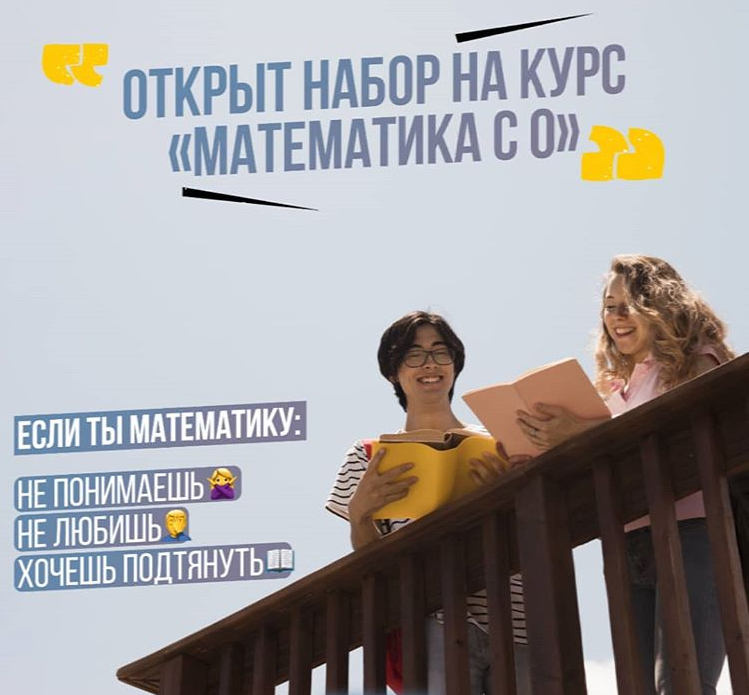 ОТКРЫТ НАБОР НА КУРС
«МАТЕМАТИКА С 0»
ЕСЛИ ТЫ МАТЕМАТИКУ:
НЕ ПОНИМАЕШЬ🙅‍♀️
НЕ ЛЮБИШЬ🤦
ХОЧЕШЬ ПОДТЯНУТЬ📖